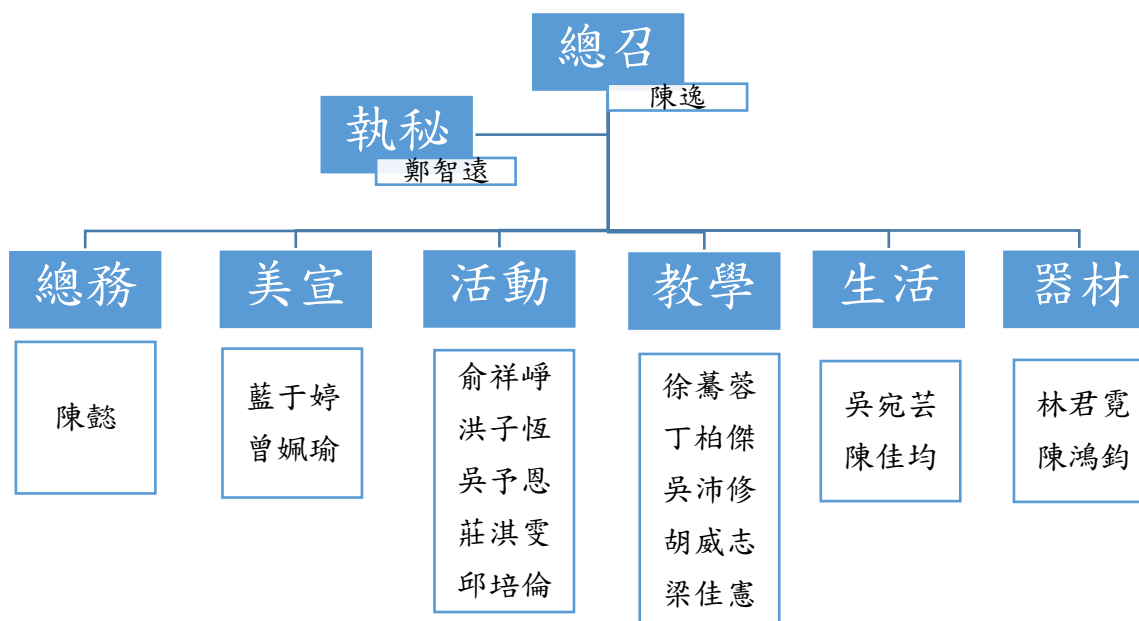 總召
陳逸
執秘
鄭智遠
總務
美宣
活動
教學
生活
器材
陳懿
藍于婷
曾姵瑜
俞祥崢
洪子恆
吳予恩
莊淇雯
邱培倫
徐驀蓉
丁柏傑
吳沛修
胡威志
梁佳憲
吳宛芸
陳佳均
林君霓
陳鴻鈞